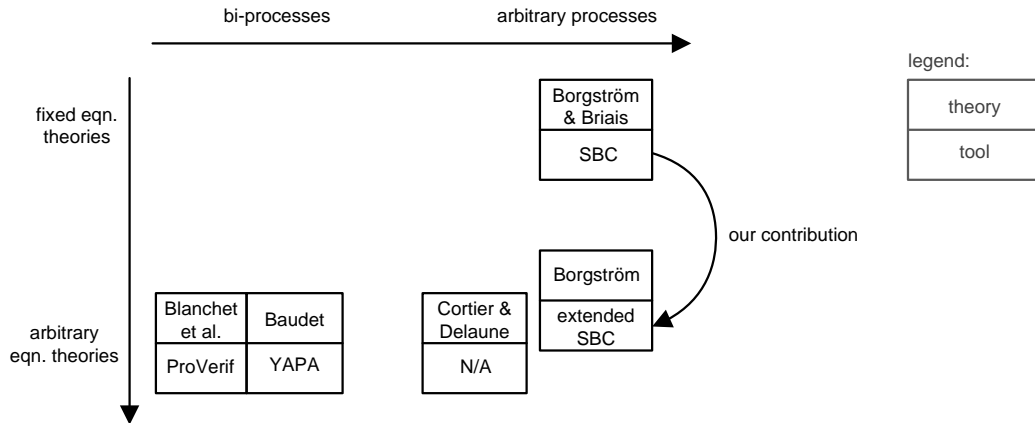 bi-processes
arbitrary processes
legend:
theory
tool
fixed eqn.
theories
Borgström
& Briais
SBC
our contribution
Borgström
extended
SBC
arbitrary
eqn. theories
Blanchet
et al.
ProVerif
Baudet
YAPA
Cortier &
Delaune
N/A